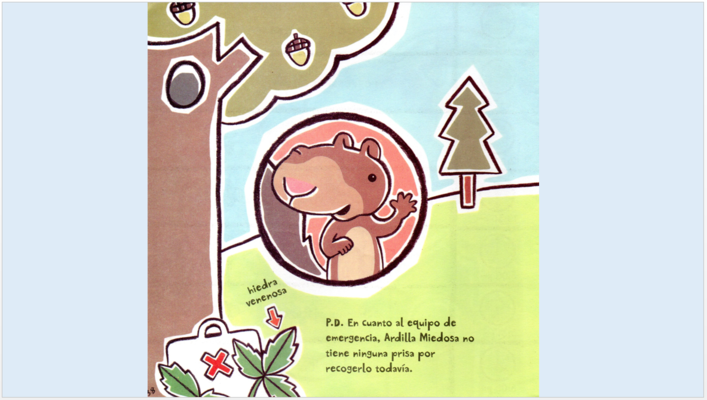 hiedra
venenosa
P.D. En cuanto al equipo de
emergencia, Ardilla Miedosa no
tiene ninguna prisa por
recogerlo todavía.